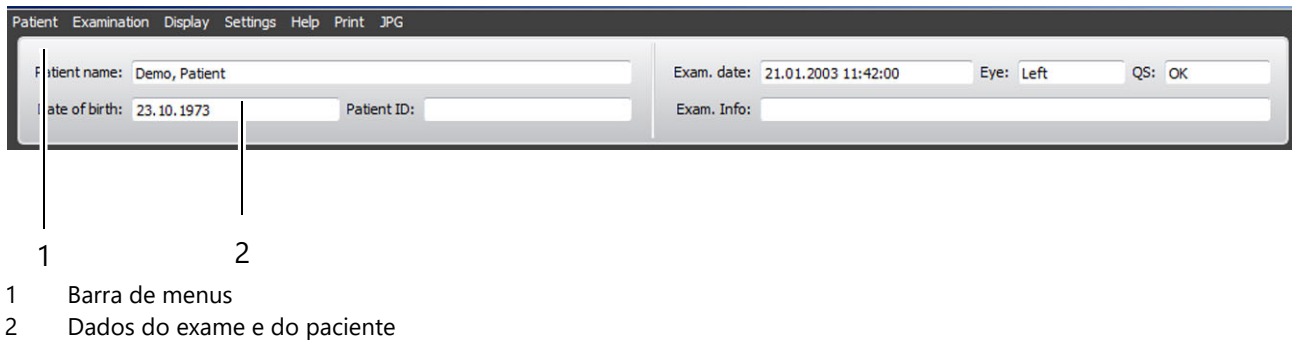 Patient Examination Display Settings Help Print JPG
Patient name: Demo, Patient Exam. date: 21.01.2003 11:42:00 Eye: Left QS: OK
Date of birth: 23.10.1973 Patient ID: Exam. Info:
1 2
1 Barra de menus
2 Dados do exame e do paciente